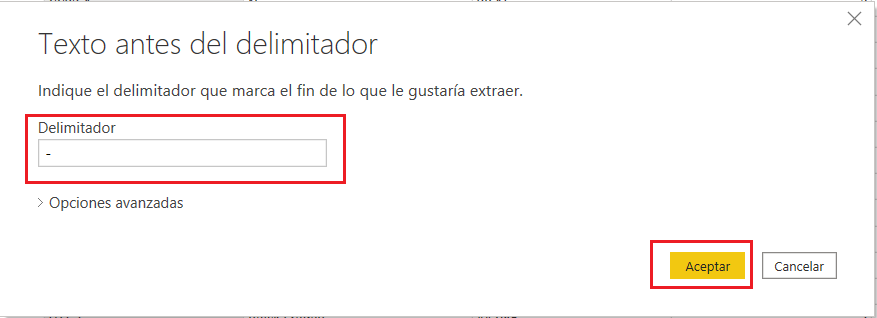 Texto antes del delimitador
Indique el delimitador que marca el fin de lo que le gustaría extraer.
Delimitador
-
Opciones avanzadas
Aceptar
Cancelar